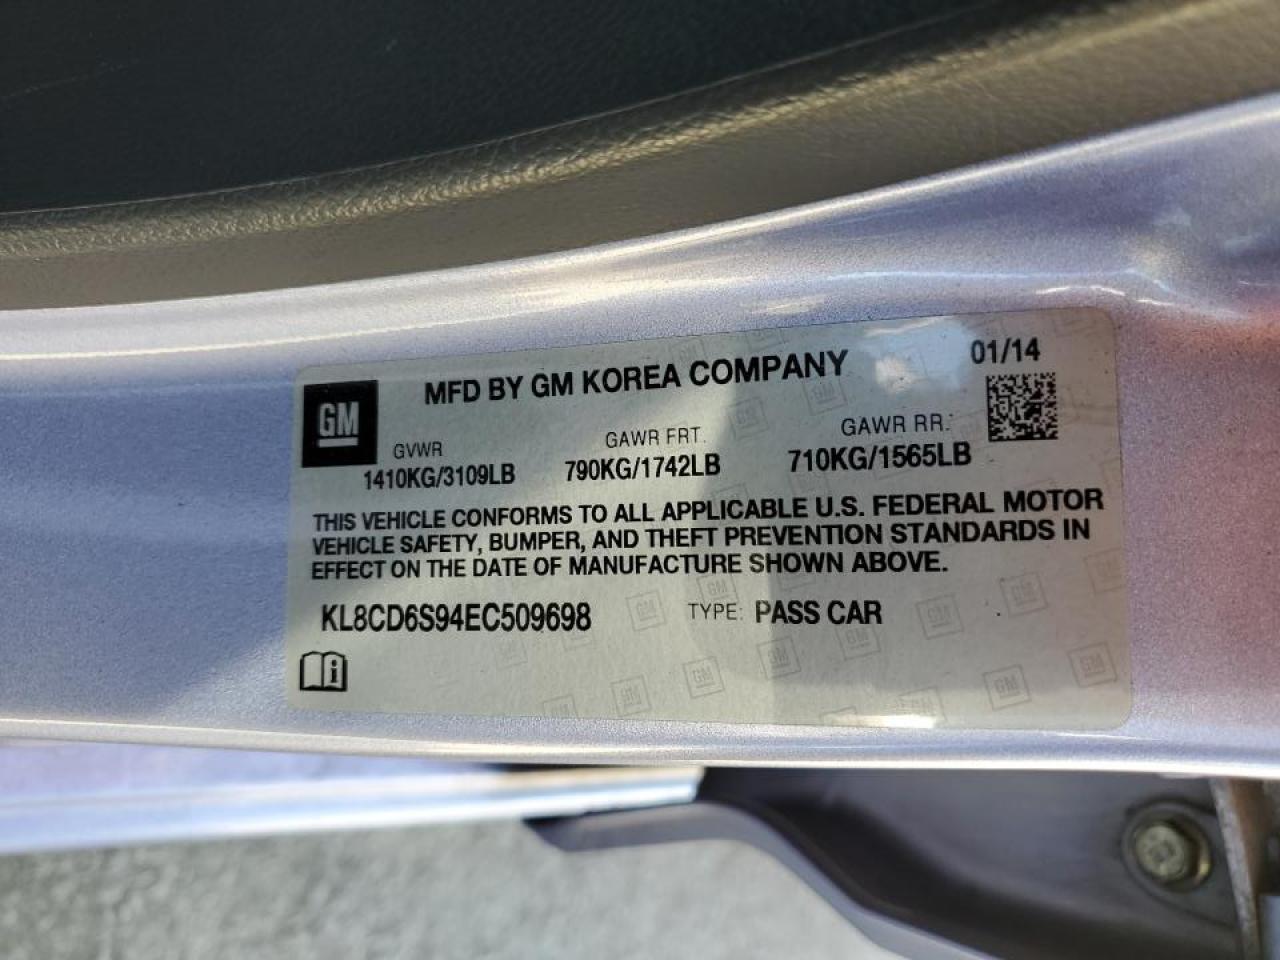 MFD BY GM KOREA COMPANY 01/14
GM
GVWR GAWR FRT. GAWR RR.
1410KG/3109LB 790KG/1742LB 710KG/1565LB
THIS VEHICLE CONFORMS TO ALL APPLICABLE U.S. FEDERAL MOTOR
VEHICLE SAFETY, BUMPER, AND THEFT PREVENTION STANDARDS IN
EFFECT ON THE DATE OF MANUFACTURE SHOWN ABOVE.
KL8CD6S94EC509698 TYPE: PASS CAR